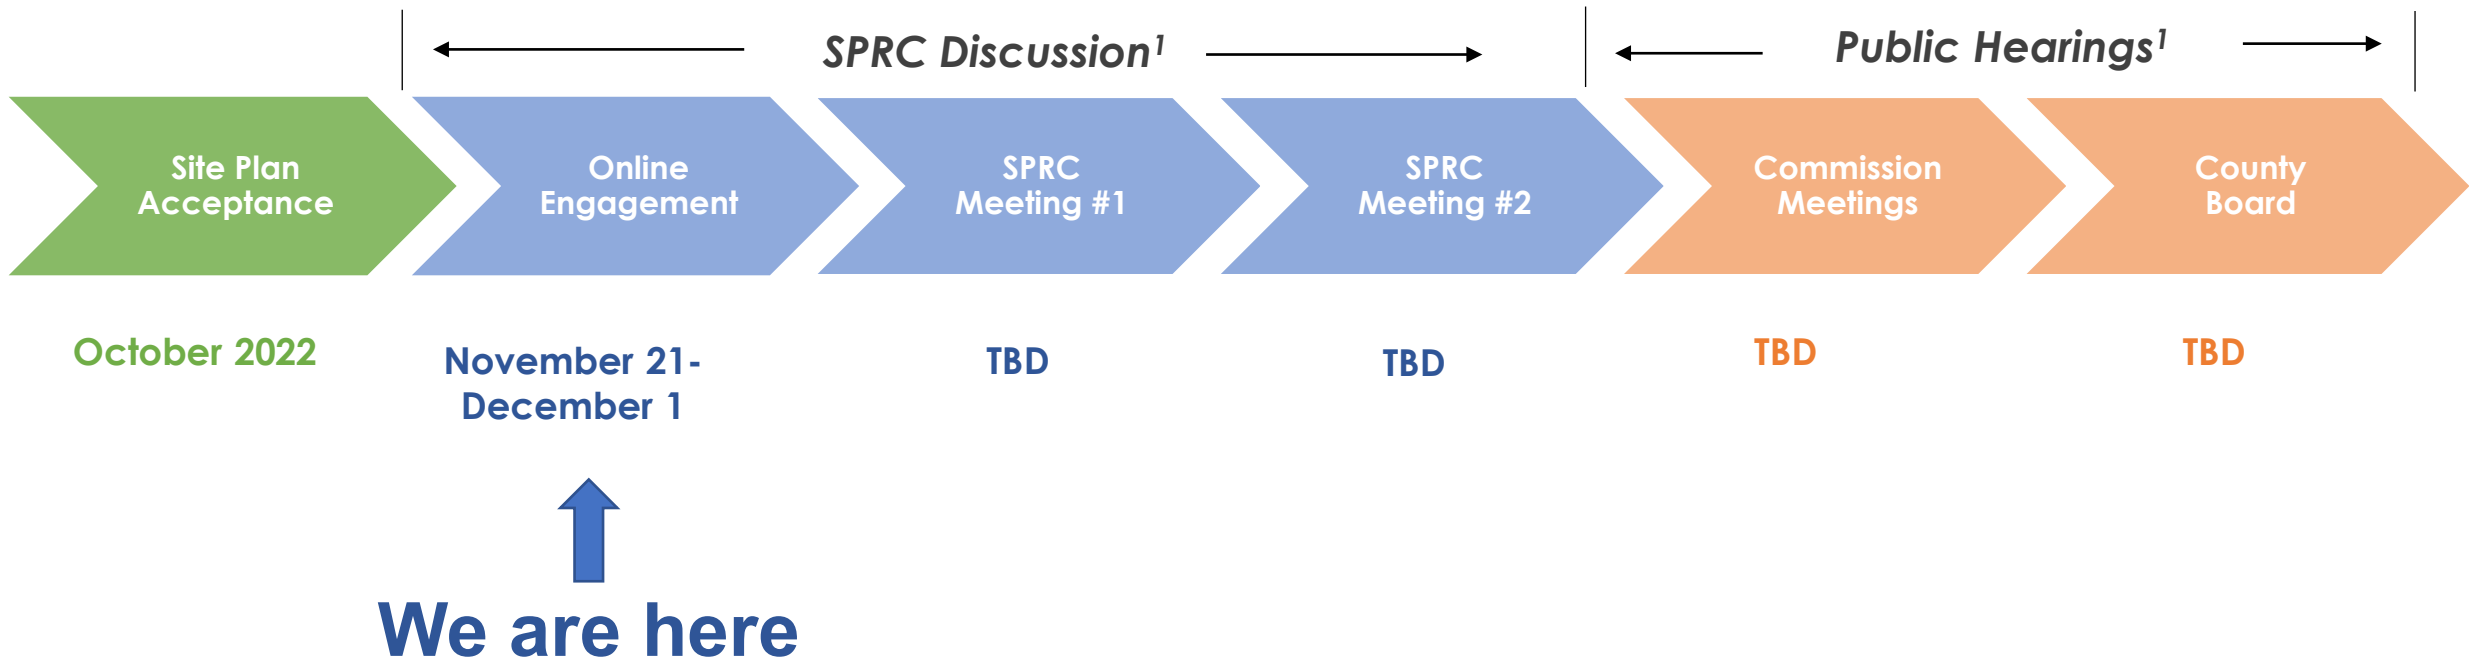 SPRC Discussion¹
Public Hearings¹
Site Plan
Acceptance
Online
Engagement
SPRC
Meeting #1
SPRC
Meeting #2
Commission
Meetings
County
Board
October 2022
November 21-
December 1
TBD
TBD
TBD
TBD
We are here